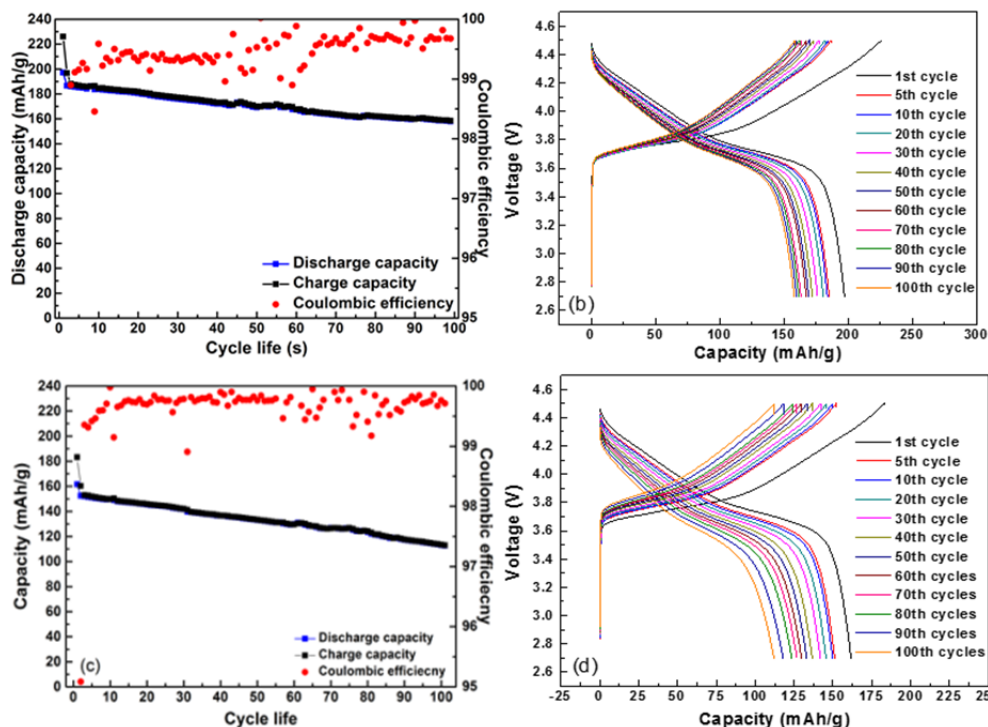 Discharge capacity (mAh/g)
240
220
200
180
160
140
120
100
80
60
40
20
0
0 10 20 30 40 50 60 70 80 90 100
Cycle life (s)
100
99
98
97
96
95
Coulombic efficiency
Discharge capacity
Charge capacity
Coulombic efficiency
Voltage (V)
4.8
4.4
4.0
3.6
3.2
2.8
2.6
0 50 100 150 200 250 300
Capacity (mAh/g)
1st cycle
5th cycle
10th cycle
20th cycle
30th cycle
40th cycle
50th cycle
60th cycle
70th cycle
80th cycle
90th cycle
100th cycle
(b)
Capacity (mAh/g)
240
220
200
180
160
140
120
100
80
60
40
20
0
0 10 20 30 40 50 60 70 80 90 100
Cycle life
100
99
98
97
96
95
Coulombic efficiecny
Discharge capacity
Charge capacity
Coulombic efficiecny
(c)
Voltage (V)
4.6
4.4
4.2
4.0
3.8
3.6
3.4
3.2
3.0
2.8
2.6
-25 0 25 50 75 100 125 150 175 200 225 250
Capacity (mAh/g)
1st cycle
5th cycle
10th cycle
20th cycle
30th cycle
40th cycle
50th cycle
60th cycles
70th cycles
80th cycles
90th cycles
100th cycles
(d)